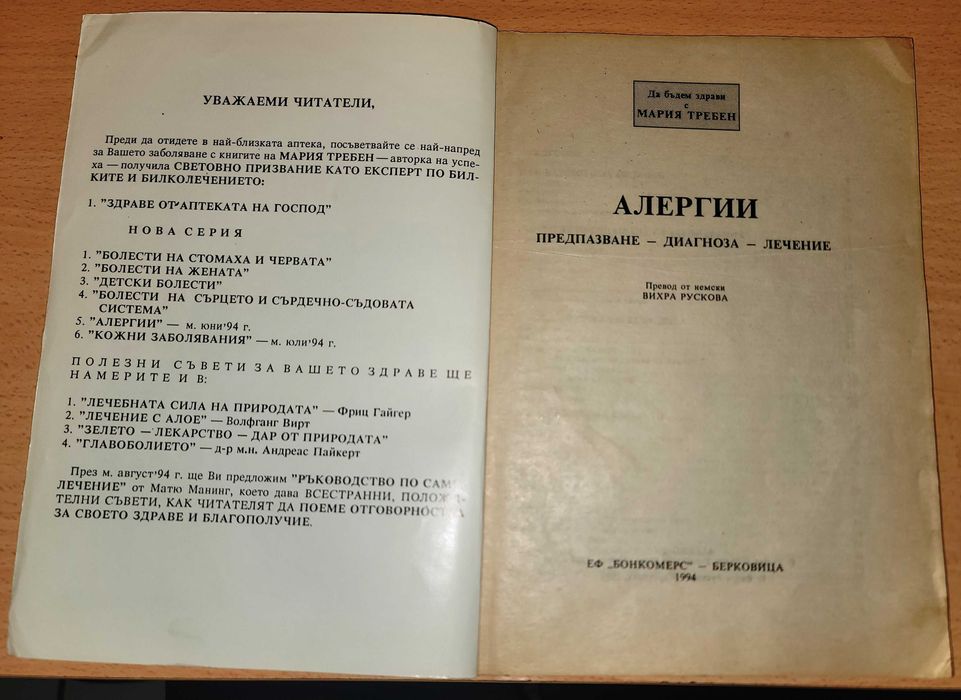 УВАЖАЕМИ ЧИТАТЕЛИ,
Преди да отидете в най-близката аптека, посъветвайте се най-напред
за Вашето заболяване с книгите на МАРИЯ ТРЕБЕН — авторка на успе-
ха — получила СВЕТОВНО ПРИЗВАНИЕ КАТО ЕКСПЕРТ ПО БИЛ-
КИТЕ И БИЛКОЛЕЧЕНИЕТО:
1. "ЗДРАВЕ ОТ АПТЕКАТА НА ГОСПОД"
НОВА СЕРИЯ
1. "БОЛЕСТИ НА СТОМАХА И ЧЕРВАТА"
2. "БОЛЕСТИ НА ЖЕНАТА"
3. "ДЕТСКИ БОЛЕСТИ"
4. "БОЛЕСТИ НА СЪРЦЕТО И СЪРДЕЧНО-СЪДОВАТА
СИСТЕМА"
5. "АЛЕРГИИ" — м. юни'94 г.
6. "КОЖНИ ЗАБОЛЯВАНИЯ" — м. юли'94 г.
ПОЛЕЗНИ СЪВЕТИ ЗА ВАШЕТО ЗДРАВЕ ЩЕ
НАМЕРИТЕ И В:
1. "ЛЕЧЕБНАТА СИЛА НА ПРИРОДАТА" — Фриц Гайгер
2. "ЛЕЧЕНИЕ С АЛОЕ" — Волфганг Вирт
3. "ЗЕЛЕТО — ЛЕКАРСТВО — ДАР ОТ ПРИРОДАТА"
4. "ГЛАВОБОЛИЕТО" — д-р м.н. Андреас Пайкерт
През м. август'94 г. ще Ви предложим "РЪКОВОДСТВО ПО
ЛЕЧЕНИЕ" от Матю Манинг, което дава ВСЕСТРАННИ,
ТЕЛНИ СЪВЕТИ, КАК ЧИТАТЕЛЯТ ДА ПОЕМЕ ОТГОВОРНОСТТА
ЗА СВОЕТО ЗДРАВЕ И БЛАГОПОЛУЧИЕ.
Да бъдем здрави
с
МАРИЯ ТРЕБЕН
АЛЕРГИИ
ПРЕДПАЗВАНЕ – ДИАГНОЗА – ЛЕЧЕНИЕ
Превод от немски
ВИХРА РУСКОВА
ЕФ „БОНКОМЕРС" – БЕРКОВИЦА
1994